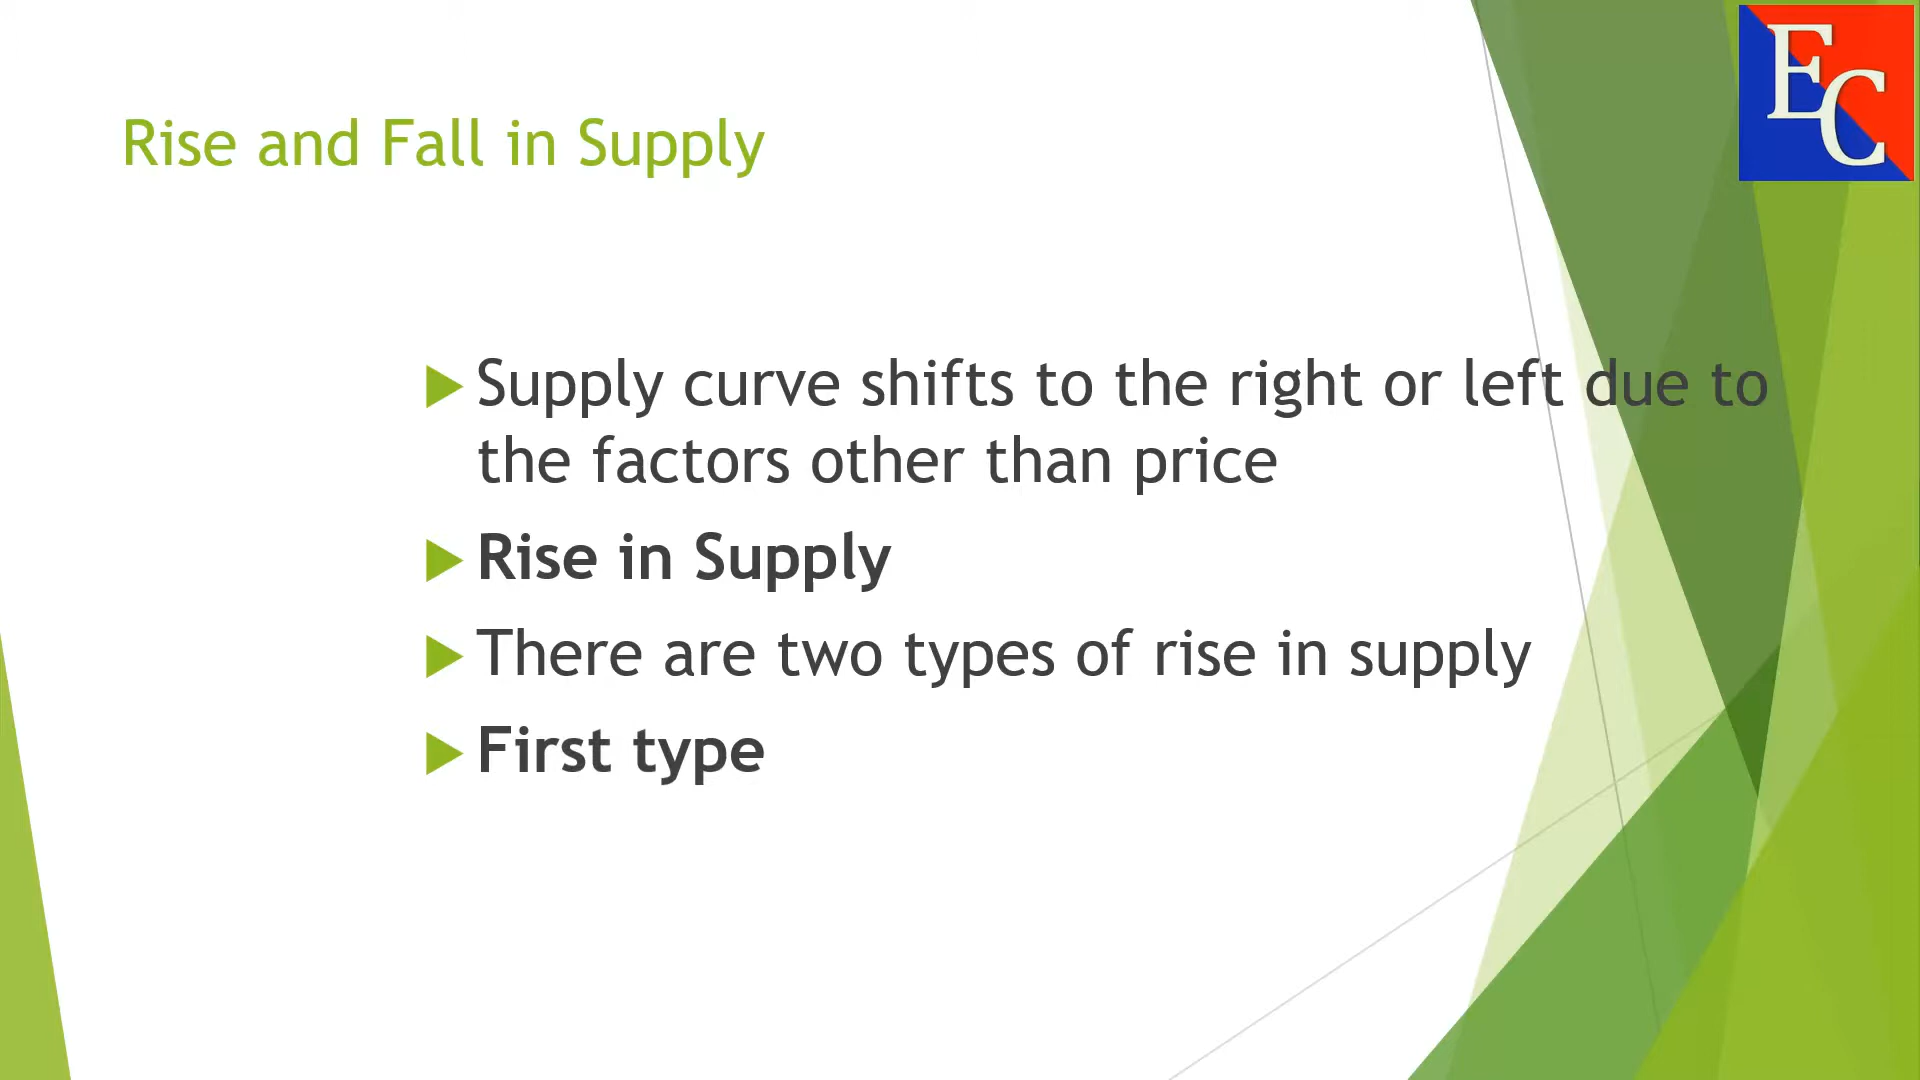 EC
Rise and Fall in Supply
Supply curve shifts to the right or left due to
the factors other than price
Rise in Supply
There are two types of rise in supply
First type